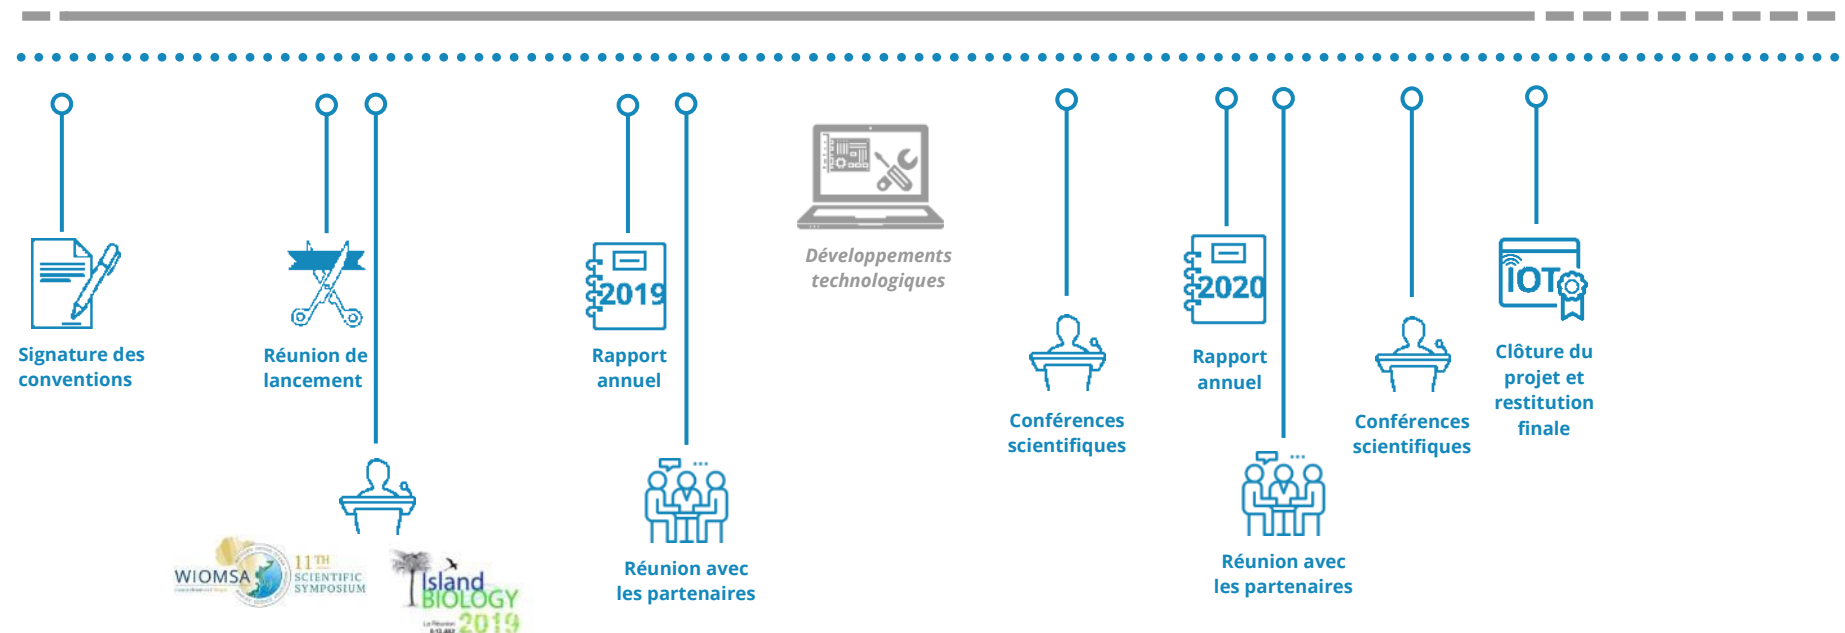 Signature des
conventions
Réunion de
lancement
WIOMSA
11TH
SCIENTIFIC
SYMPOSIUM
Island
BIOLOGY
La Réunion
2019
2019
Rapport
annuel
Réunion avec
les partenaires
Développements
technologiques
Conférences
scientifiques
2020
Rapport
annuel
Réunion avec
les partenaires
Conférences
scientifiques
IOT
Clôture du
projet et
restitution
finale